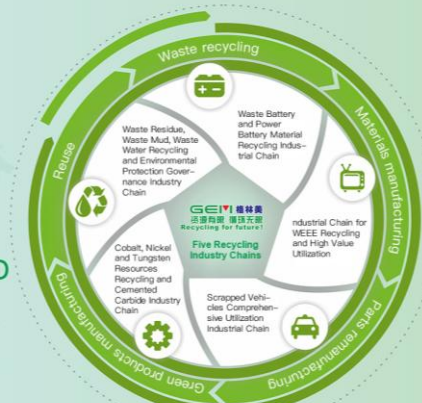 Waste recycling
Materials manufacturing
Parts remanufacturing
Green products manufacturing
Reuse
Waste Battery
and Power
Battery Material
Recycling Indus-
trial Chain
ndustrial Chain for
WEEE Recycling
and High Value
Utilization
Scrapped Vehi-
cles Comprehen-
sive Utilization
Industrial Chain
Cobalt, Nickel
and Tungsten
Resources
Recycling and
Cemented
Carbide Industry
Chain
Waste Residue,
Waste Mud, Waste
Water Recycling
and Environmental
Protection Gover-
nance Industry
Chain
GEM 格林美
资源有限 循环无限
Recycling for future!
Five Recycling
Industry Chains